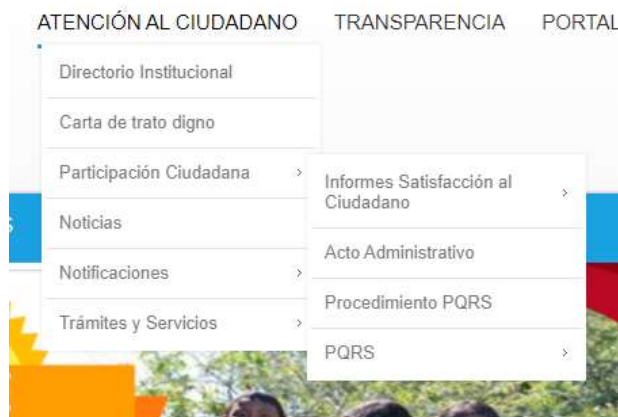 ATENCIÓN AL CIUDADANO TRANSPARENCIA PORTAL
Directorio Institucional
Carta de trato digno
Participación Ciudadana
Noticias
Notificaciones
Trámites y Servicios
Informes Satisfacción al
Ciudadano
Acto Administrativo
Procedimiento PQRS
PQRS